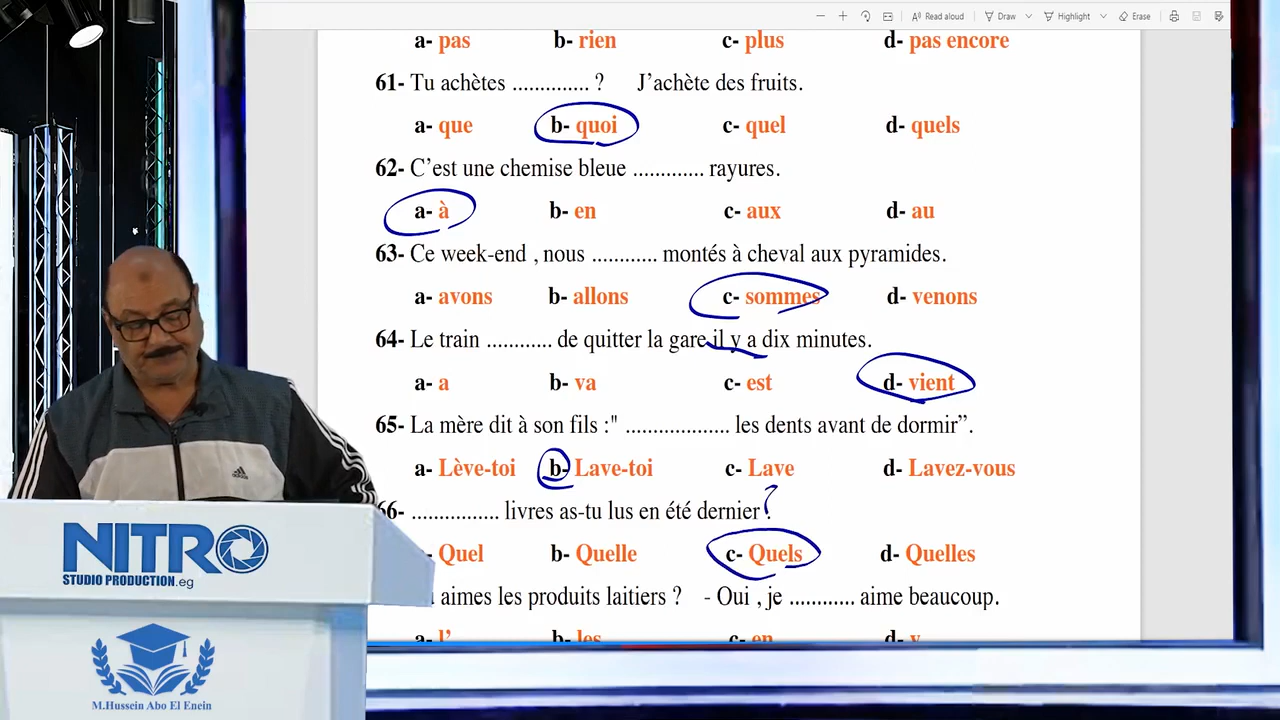 Read aloud Draw Highlight Erase
a- pas b- rien c- plus d- pas encore
61- Tu achètes .............. ? J’achète des fruits.
a- que b- quoi c- quel d- quels
62- C’est une chemise bleue ............. rayures.
a- à b- en c- aux d- au
63- Ce week-end , nous ............ montés à cheval aux pyramides.
a- avons b- allons c- sommes d- venons
64- Le train ............ de quitter la gare il y a dix minutes.
a- a b- va c- est d- vient
65- La mère dit à son fils :" ................... les dents avant de dormir”.
a- Lève-toi b- Lave-toi c- Lave d- Lavez-vous
66- ................ livres as-tu lus en été dernier ?
- Quel b- Quelle c- Quels d- Quelles
aimes les produits laitiers ? - Oui , je ............ aime beaucoup.
a- l’ b- les c- en d- y
NITRO
STUDIO PRODUCTION.eg
M.Hussein Abo El Enein
adidas